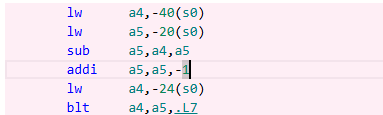 lw a4,-40(s0)
lw a5,-20(s0)
sub a5,a4,a5
addi a5,a5,-1
lw a4,-24(s0)
blt a4,a5,.L7